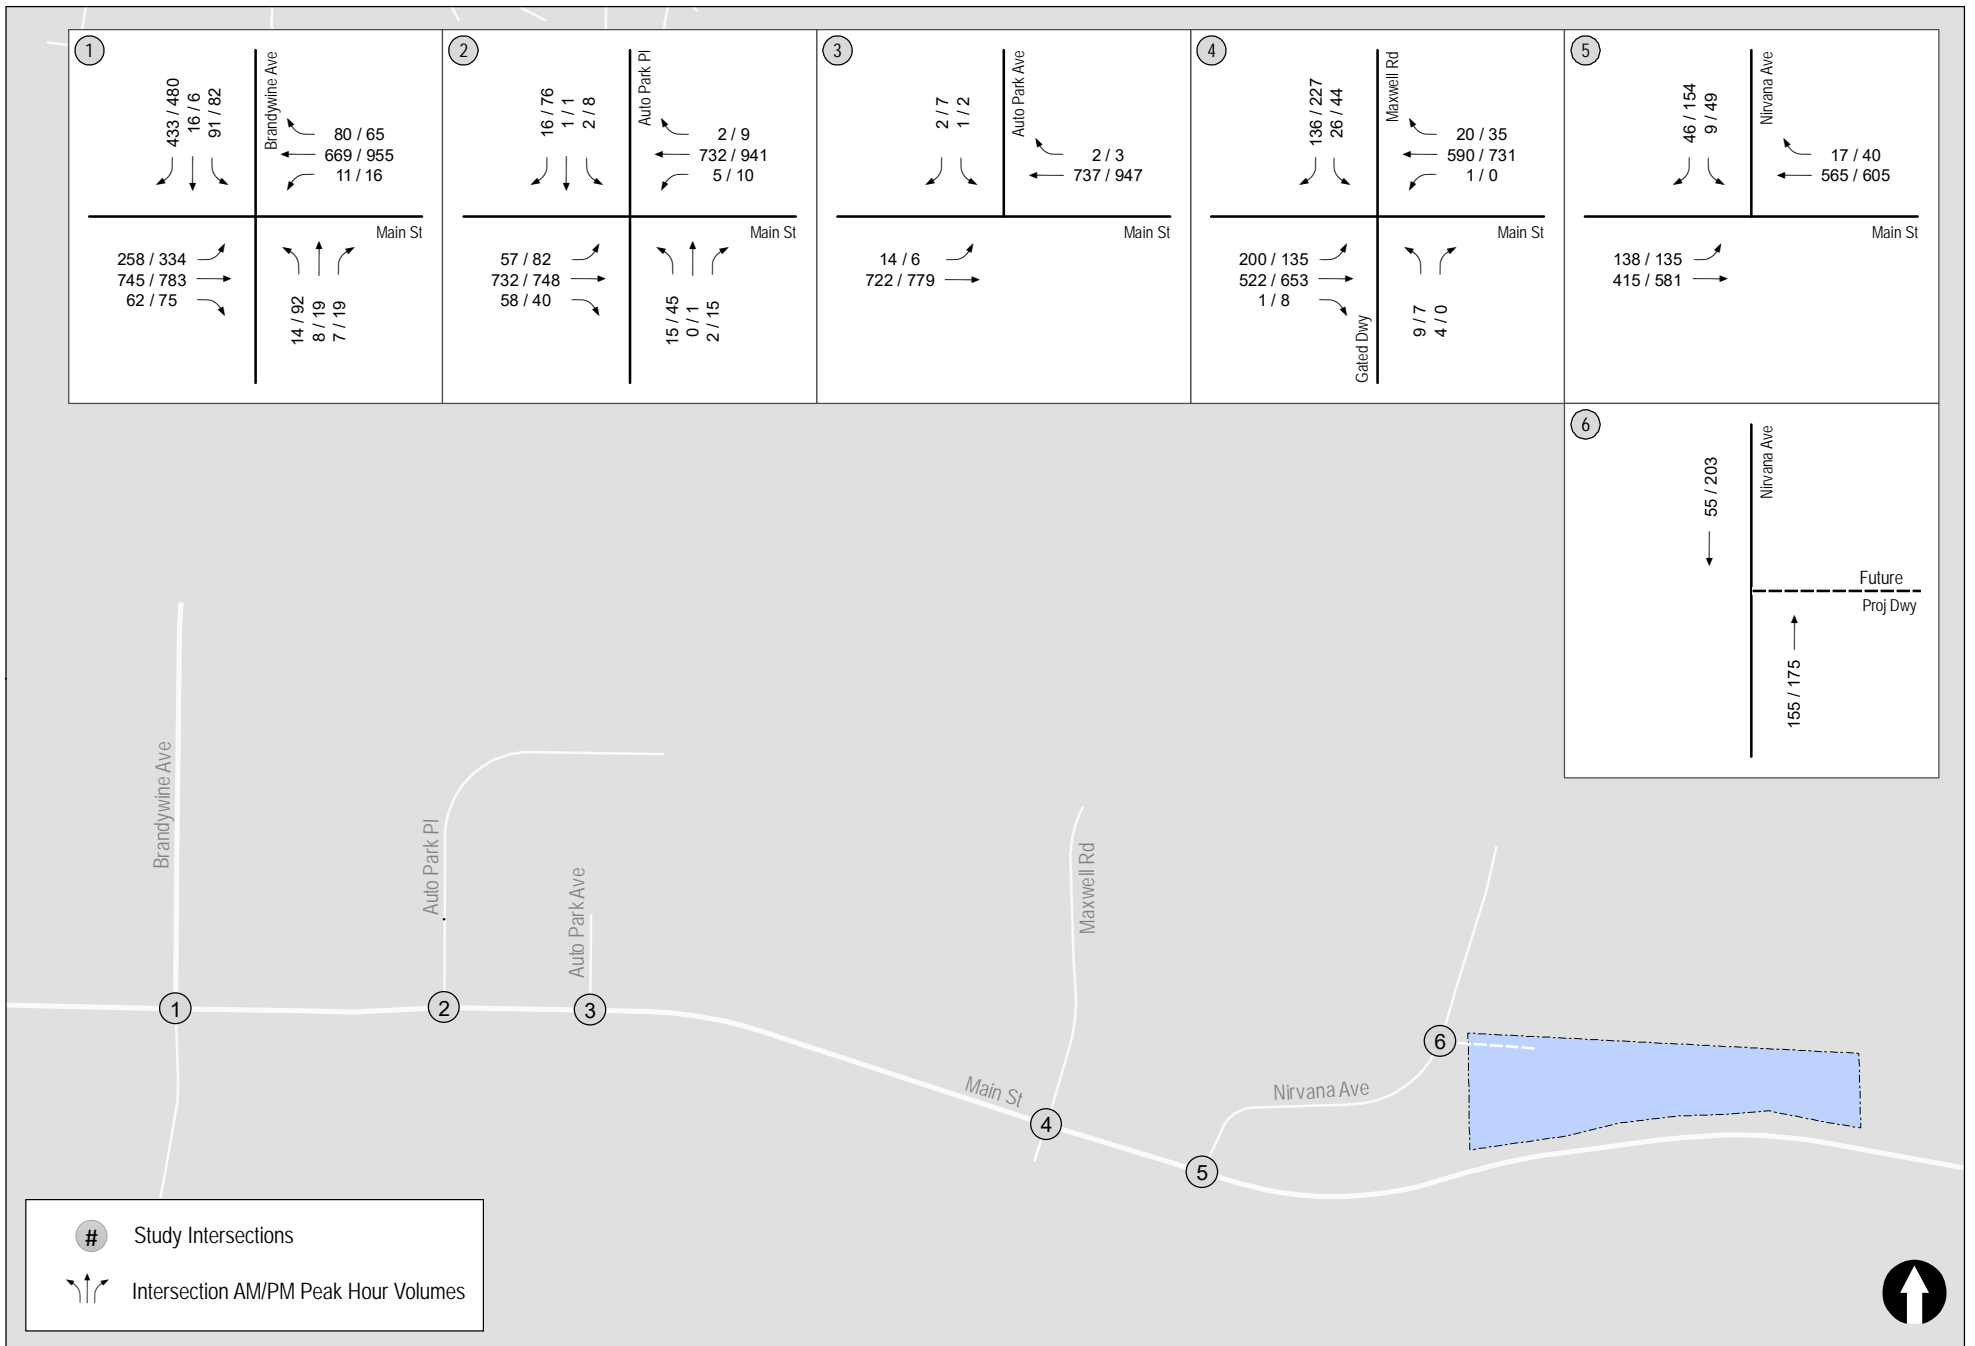 1
433 / 480
16 / 6
91 / 82
Brandywine Ave
80 / 65
669 / 955
11 / 16
Main St
258 / 334
745 / 783
62 / 75
14 / 92
8 / 19
7 / 19
2
16 / 76
1 / 1
2 / 8
Auto Park Pl
2 / 9
732 / 941
5 / 10
Main St
57 / 82
732 / 748
58 / 40
15 / 45
0 / 1
2 / 15
3
2 / 7
1 / 2
Auto Park Ave
2 / 3
737 / 947
Main St
14 / 6
722 / 779
4
136 / 227
26 / 44
Maxwell Rd
20 / 35
590 / 731
1 / 0
Main St
200 / 135
522 / 653
1 / 8
Gated Dwy
9 / 7
4 / 0
5
46 / 154
9 / 49
Nirvana Ave
17 / 40
565 / 605
Main St
138 / 135
415 / 581
6
55 / 203
Nirvana Ave
Future
Proj Dwy
155 / 175
Brandywine Ave
Auto Park Pl
Auto Park Ave
Maxwell Rd
Main St
Nirvana Ave
1
2
3
4
5
6
# Study Intersections
Intersection AM/PM Peak Hour Volumes